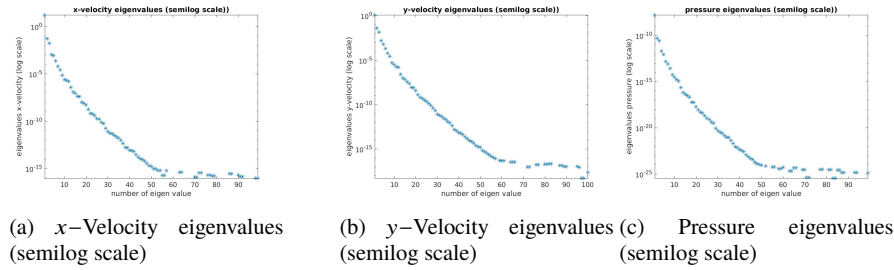 x-velocity eigenvalues (semilog scale))
eigenvalues x-velocity (log scale)
10^0
10^-5
10^-10
10^-15
10 20 30 40 50 60 70 80 90
number of eigen value
y-velocity eigenvalues (semilog scale))
eigenvalues y-velocity (log scale)
10^0
10^-5
10^-10
10^-15
10 20 30 40 50 60 70 80 90 100
number of eigen value
pressure eigenvalues (semilog scale))
eigenvalues pressure (log scale)
10^-10
10^-15
10^-20
10^-25
10 20 30 40 50 60 70 80 90
number of eigen value
(a) x−Velocity eigenvalues
(semilog scale)
(b) y−Velocity eigenvalues
(semilog scale)
(c) Pressure eigenvalues
(semilog scale)